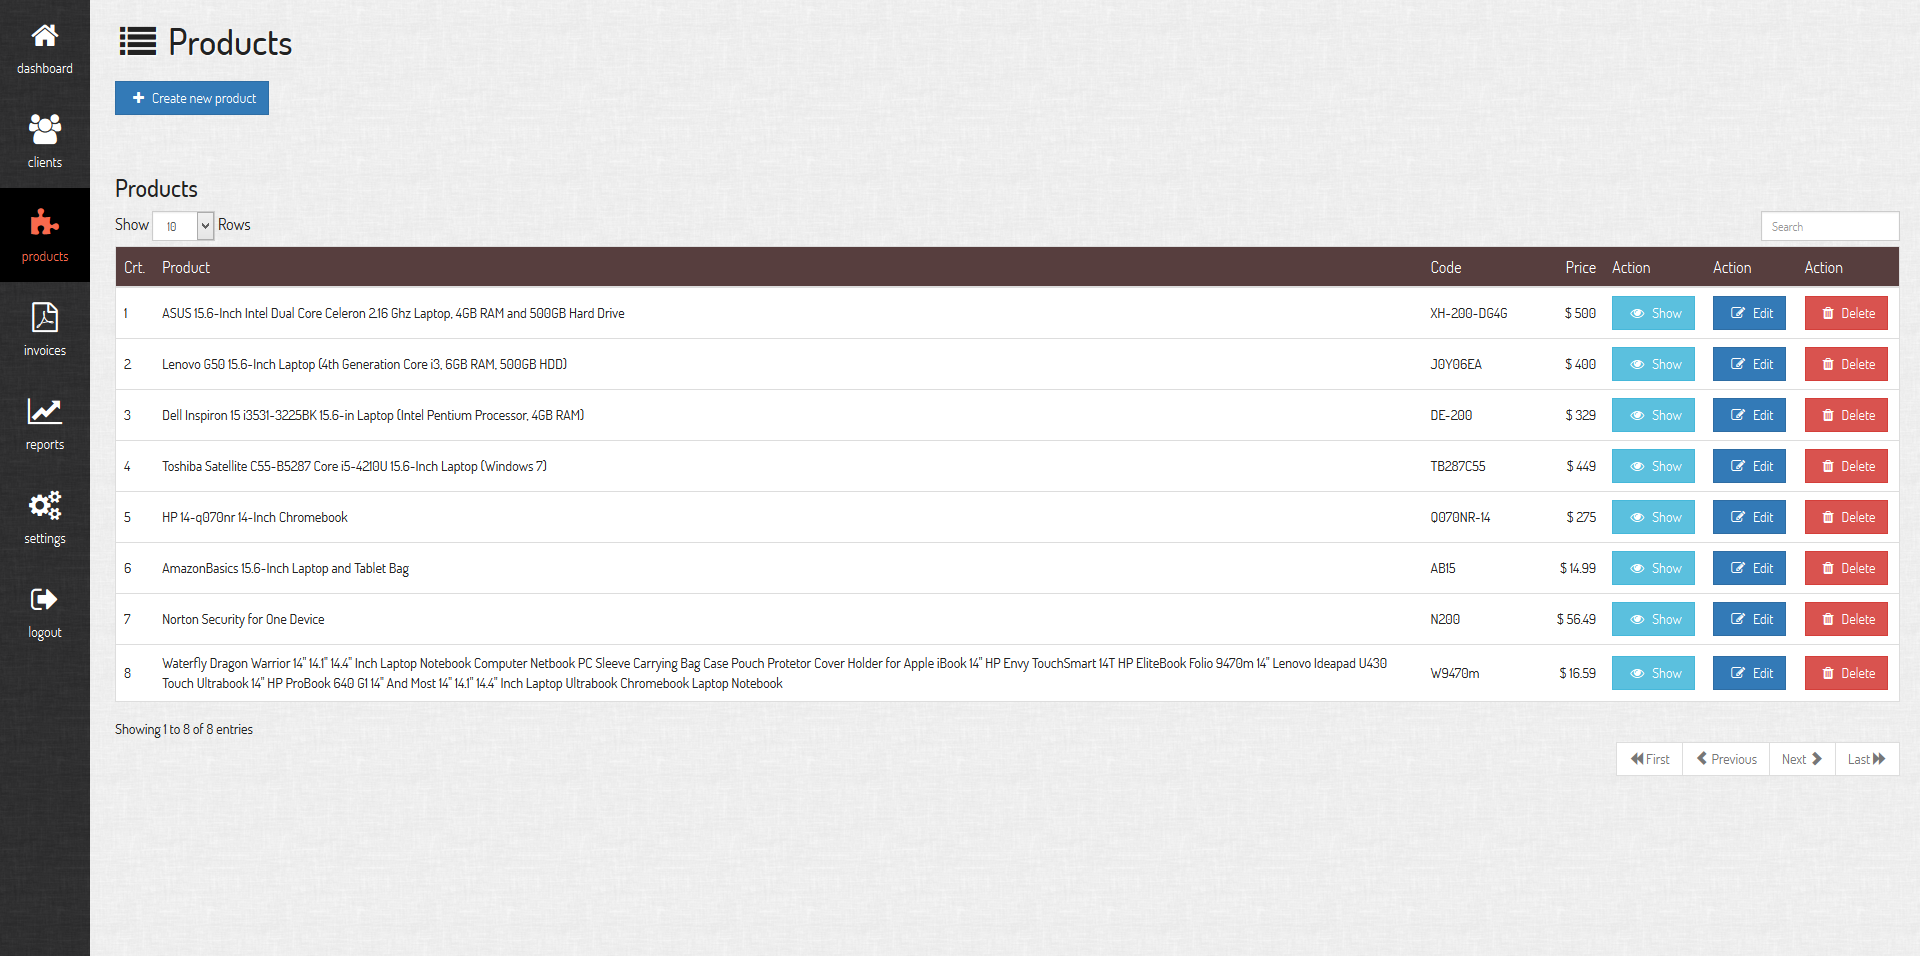 dashboard
clients
products
invoices
reports
settings
logout
Products
Create new product
Products
Show 10 Rows
Search
Crt. Product Code Price Action Action Action
1 ASUS 15.6-Inch Intel Dual Core Celeron 2.16 Ghz Laptop, 4GB RAM and 500GB Hard Drive XH-200-DG4G $ 500 Show Edit Delete
2 Lenovo G50 15.6-Inch Laptop (4th Generation Core i3, 6GB RAM, 500GB HDD) J0Y06EA $ 400 Show Edit Delete
3 Dell Inspiron 15 i3531-3225BK 15.6-in Laptop (Intel Pentium Processor, 4GB RAM) DE-200 $ 329 Show Edit Delete
4 Toshiba Satellite C55-B5287 Core i5-4210U 15.6-Inch Laptop (Windows 7) TB287C55 $ 449 Show Edit Delete
5 HP 14-q070nr 14-Inch Chromebook Q070NR-14 $ 275 Show Edit Delete
6 AmazonBasics 15.6-Inch Laptop and Tablet Bag AB15 $ 14.99 Show Edit Delete
7 Norton Security for One Device N200 $ 56.49 Show Edit Delete
8 Waterfly Dragon Warrior 14" 14.1" 14.4" Inch Laptop Notebook Computer Netbook PC Sleeve Carrying Bag Case Pouch Protetor Cover Holder for Apple iBook 14" HP Envy TouchSmart 14T HP EliteBook Folio 9470m 14" Lenovo Ideapad U430
Touch Ultrabook 14" HP ProBook 640 G1 14" And Most 14" 14.1" 14.4" Inch Laptop Ultrabook Chromebook Laptop Notebook W9470m $ 16.59 Show Edit Delete
Showing 1 to 8 of 8 entries
First Previous Next Last